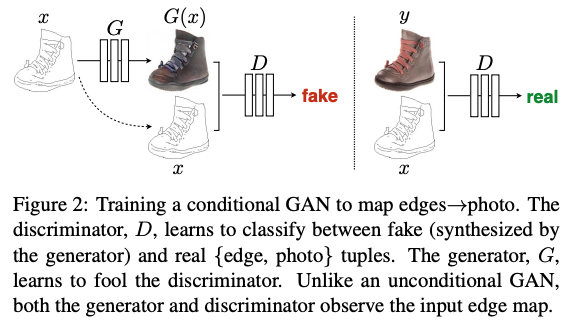 x
G
G(x)
D
fake
x
y
D
real
x
Figure 2: Training a conditional GAN to map edges→photo. The
discriminator, D, learns to classify between fake (synthesized by
the generator) and real {edge, photo} tuples. The generator, G,
learns to fool the discriminator. Unlike an unconditional GAN,
both the generator and discriminator observe the input edge map.